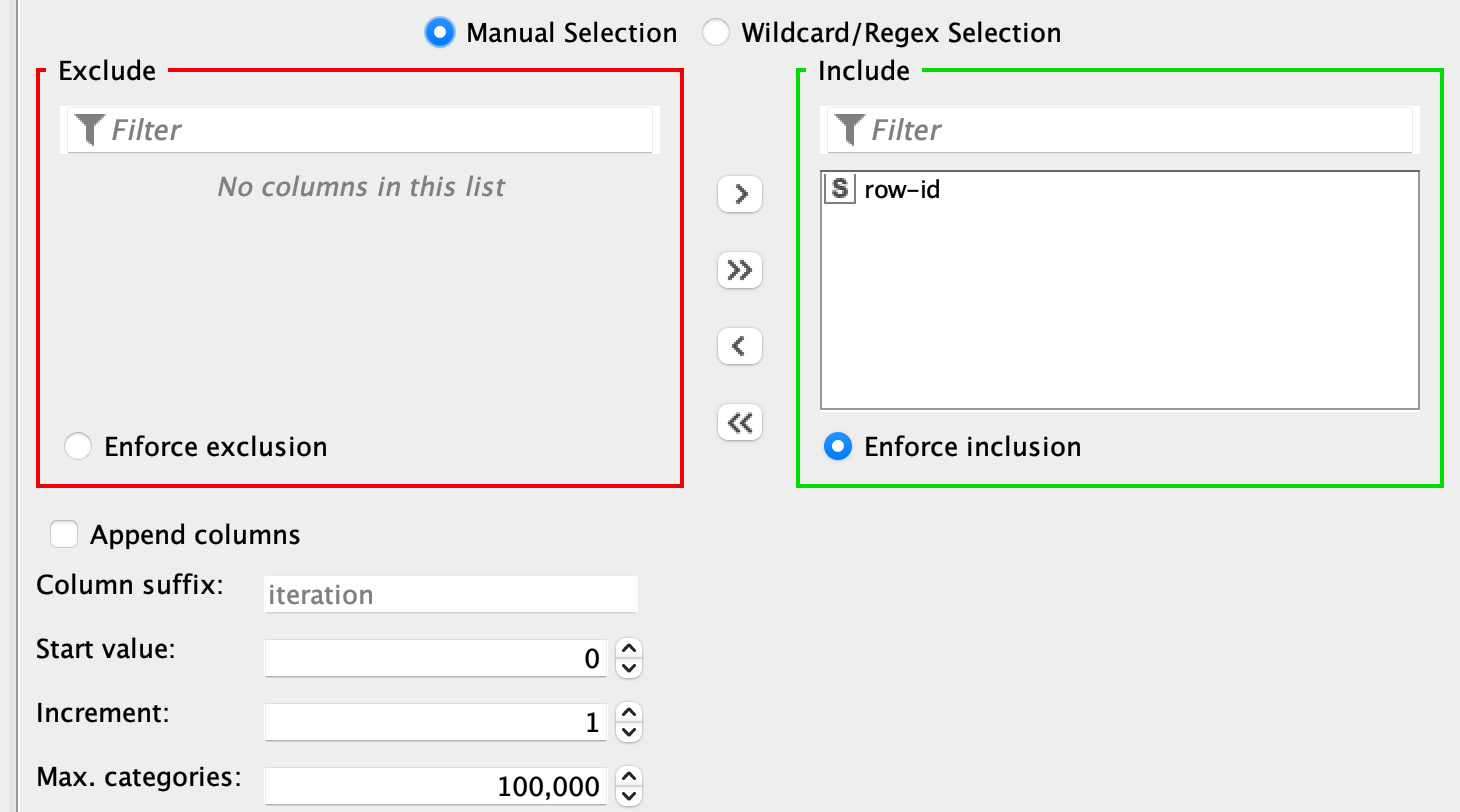 Manual Selection Wildcard/Regex Selection
Exclude
Filter
No columns in this list
Enforce exclusion
>
>>
<
<<
Include
Filter
S row-id
Enforce inclusion
Append columns
Column suffix: iteration
Start value: 0
Increment: 1
Max. categories: 100,000